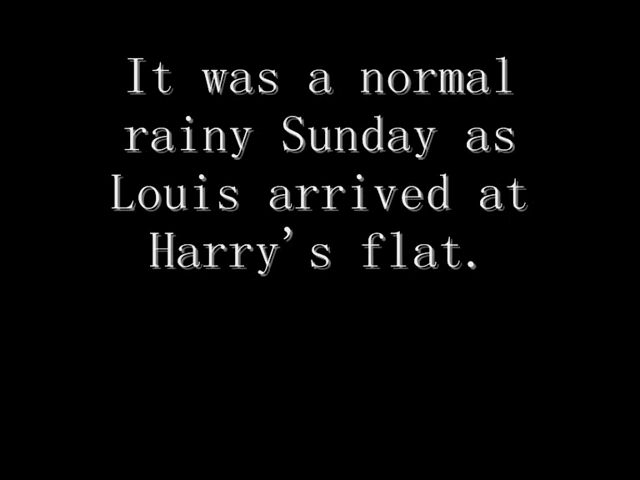 It was a normal
rainy Sunday as
Louis arrived at
Harry's flat.